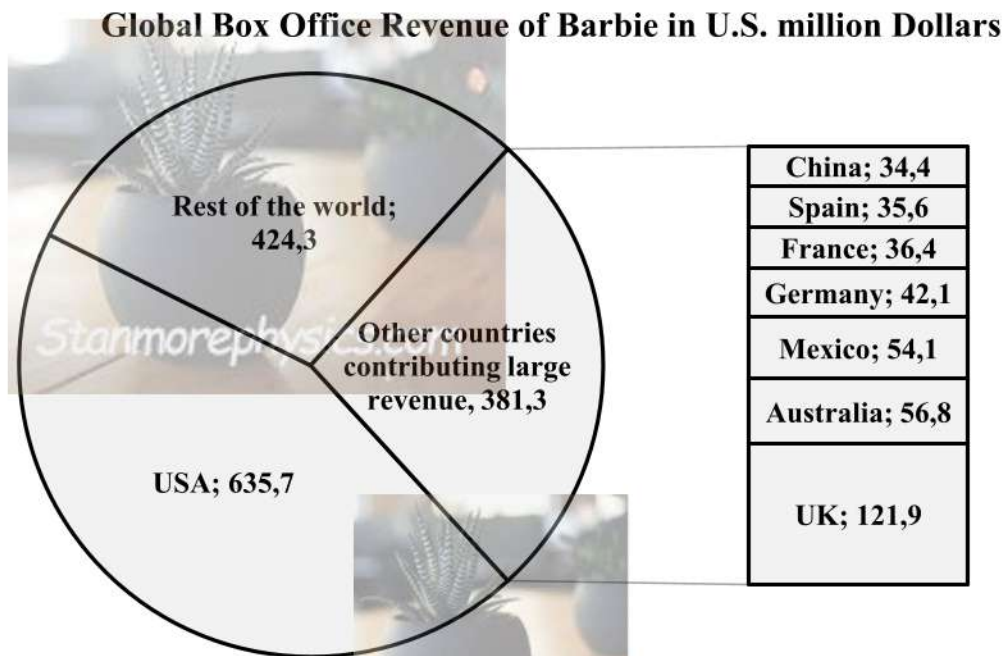 Global Box Office Revenue of Barbie in U.S. million Dollars
Rest of the world;
424,3
Stanmorephysics.com
Other countries
contributing large
revenue, 381,3
USA; 635,7
China; 34,4
Spain; 35,6
France; 36,4
Germany; 42,1
Mexico; 54,1
Australia; 56,8
UK; 121,9